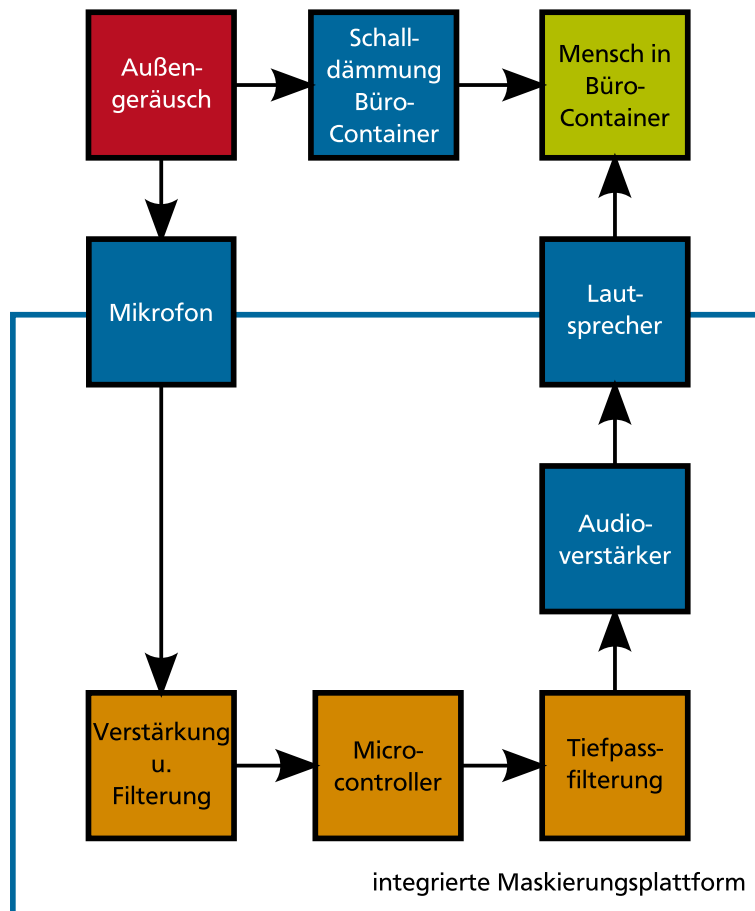 Außen-
geräusch
Schall-
dämmung
Büro-
Container
Mensch in
Büro-
Container
Mikrofon
Laut-
sprecher
Audio-
verstärker
Verstärkung
u.
Filterung
Micro-
controller
Tiefpass-
filterung
integrierte Maskierungsplattform